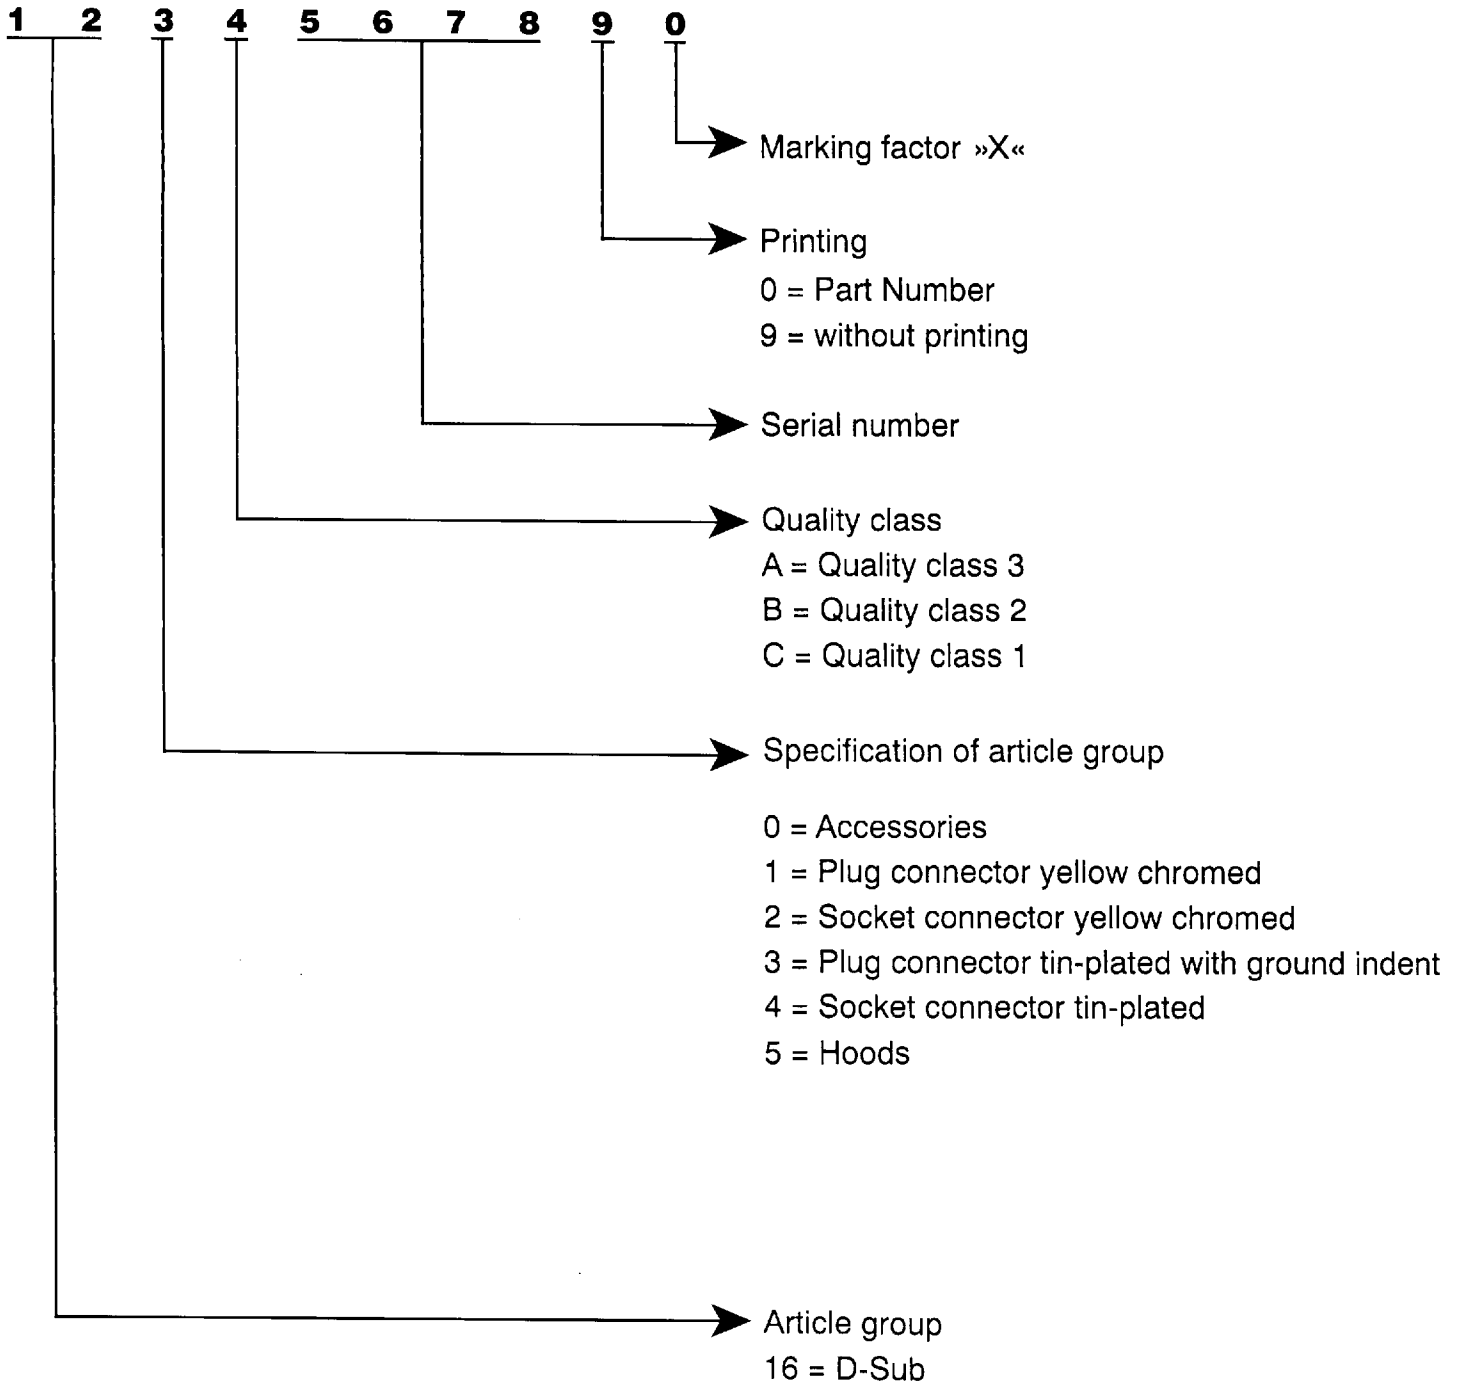 1 2 3 4 5 6 7 8 9 0
Marking factor »X«
Printing
0 = Part Number
9 = without printing
Serial number
Quality class
A = Quality class 3
B = Quality class 2
C = Quality class 1
Specification of article group
0 = Accessories
1 = Plug connector yellow chromed
2 = Socket connector yellow chromed
3 = Plug connector tin-plated with ground indent
4 = Socket connector tin-plated
5 = Hoods
Article group
16 = D-Sub